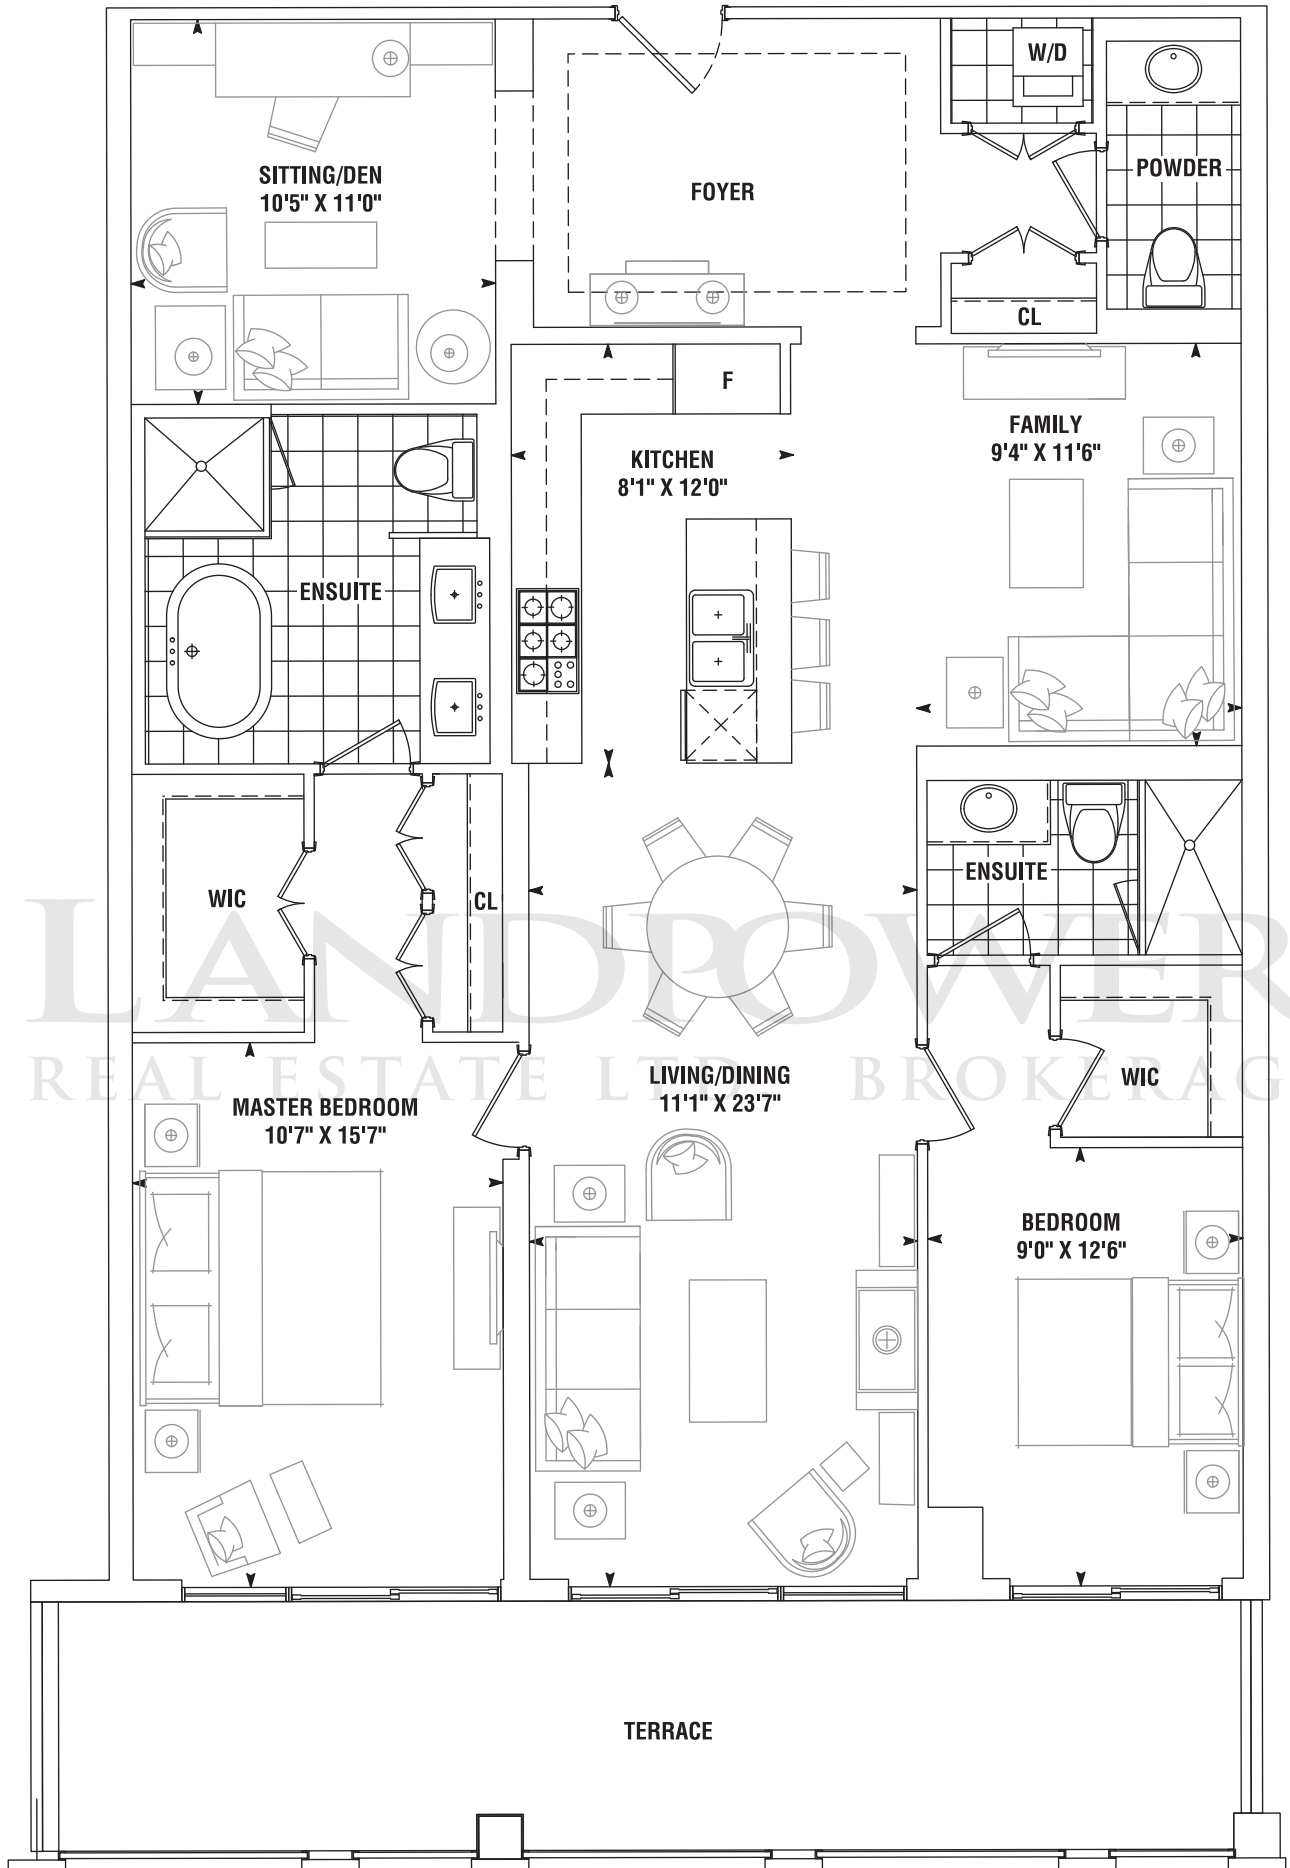 W/D
POWDER
SITTING/DEN
10'5" X 11'0"
FOYER
CL
F
FAMILY
9'4" X 11'6"
KITCHEN
8'1" X 12'0"
ENSUITE
ENSUITE
WIC
CL
LANDPOWER
REAL ESTATE LTD BROKERAG
LIVING/DINING
11'1" X 23'7"
WIC
MASTER BEDROOM
10'7" X 15'7"
BEDROOM
9'0" X 12'6"
TERRACE